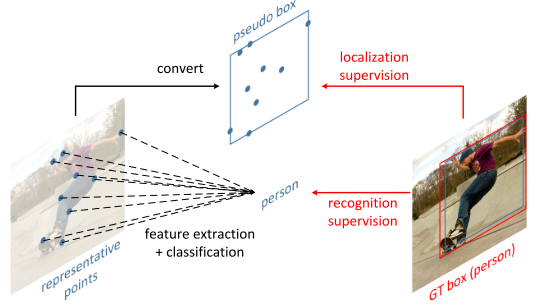 pseudo box
convert
localization
supervision
person
recognition
supervision
feature extraction
+ classification
representative
points
GT box (person)